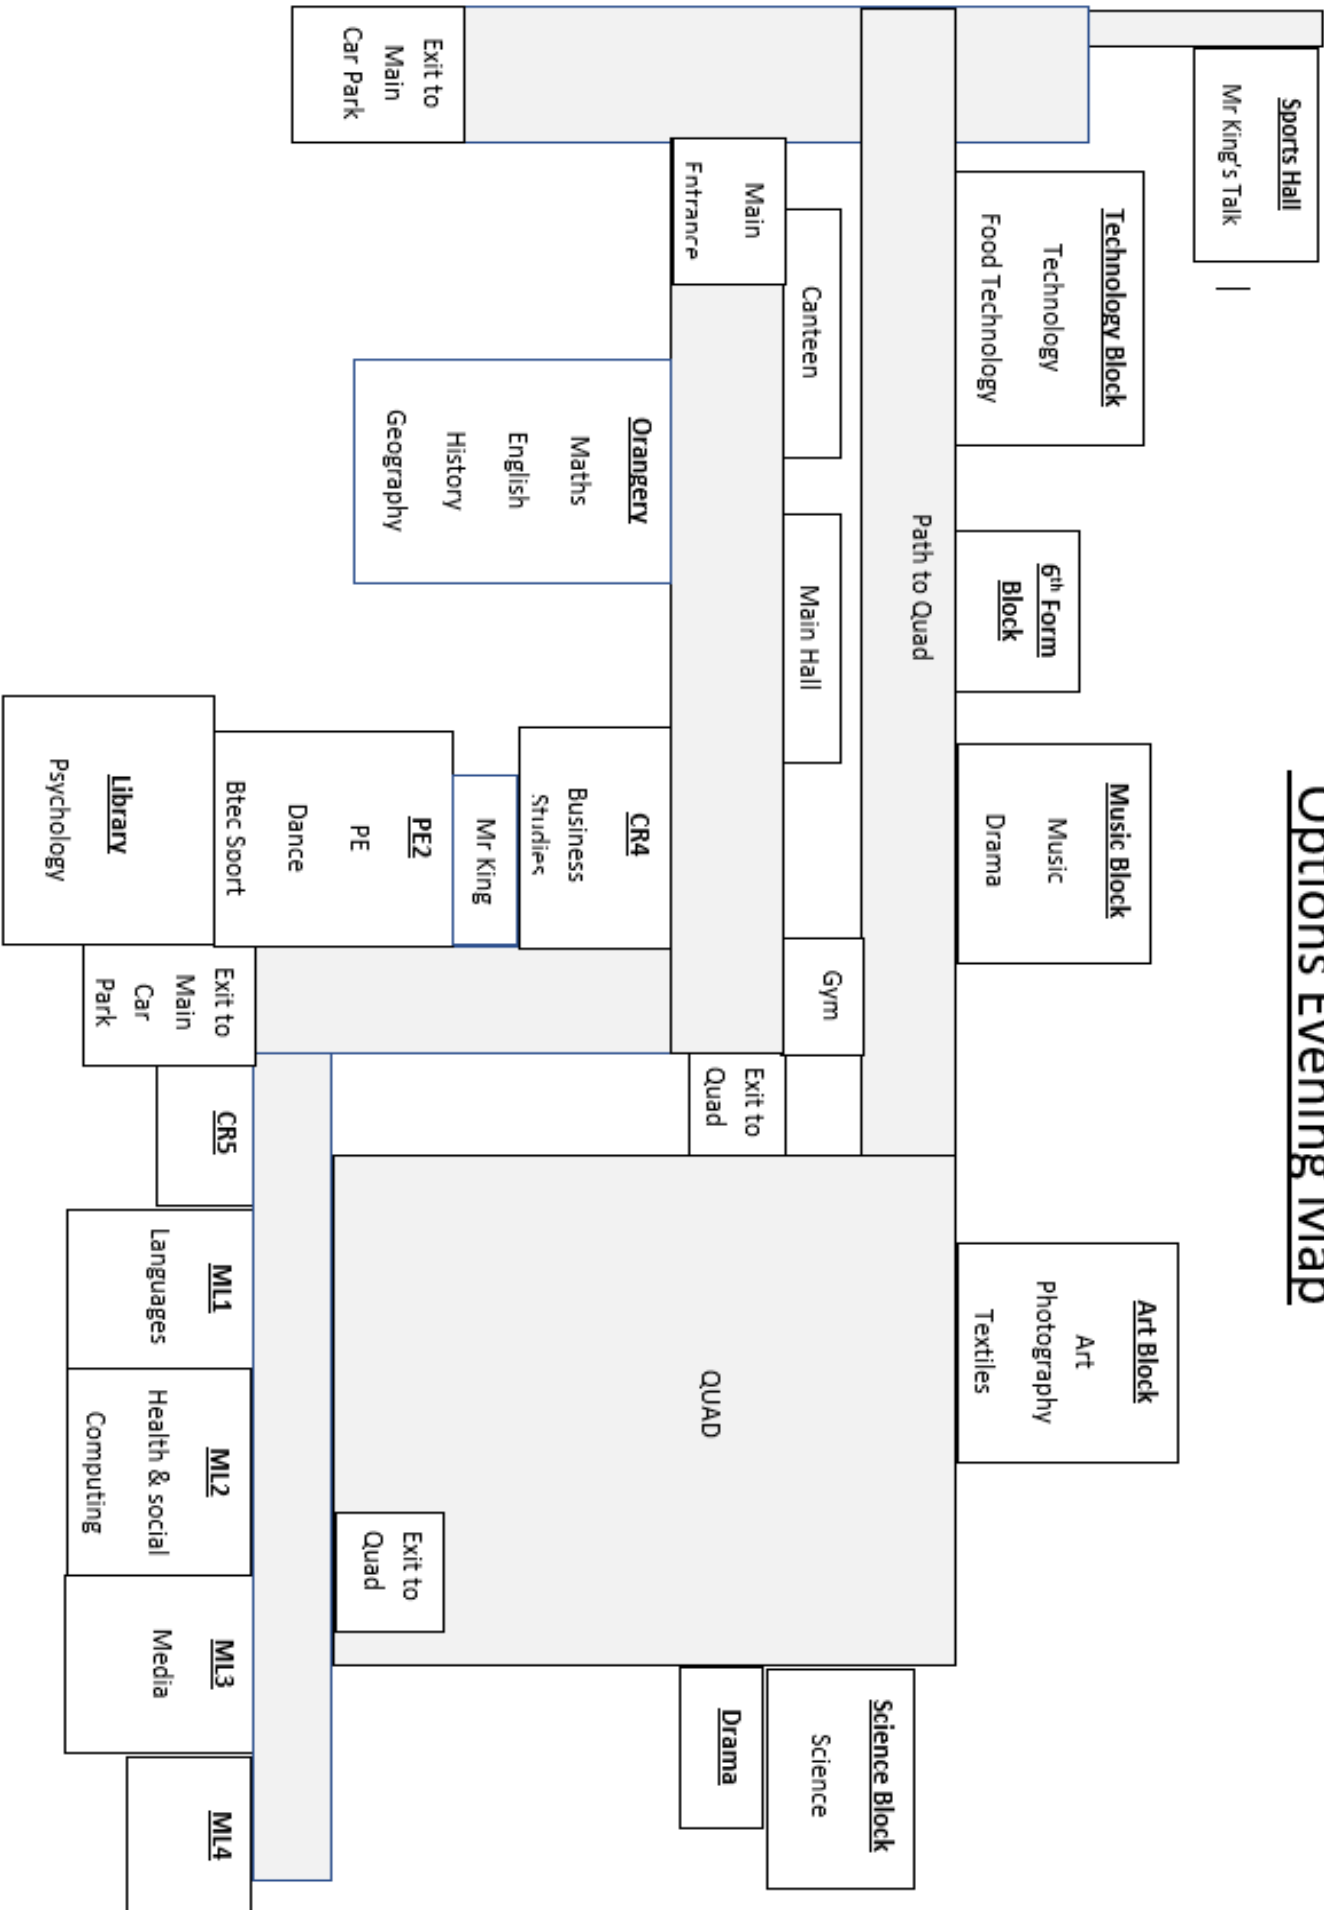 Options Evening Map
Sports Hall
Mr King's Talk
Technology Block
Technology
Food Technology
6th Form
Block
Music Block
Music
Drama
Art Block
Art
Photography
Textiles
Path to Quad
Exit to
Main
Car Park
Main
Entrance
Canteen
Main Hall
Gym
Exit to
Quad
QUAD
Exit to
Quad
Science Block
Science
Drama
Orangery
Maths
English
History
Geography
CR4
Business
Studies
Mr King
PE2
PE
Dance
Btec Sport
Library
Psychology
Exit to
Main
Car
Park
CR5
ML1
Languages
ML2
Health & social
Computing
ML3
Media
ML4